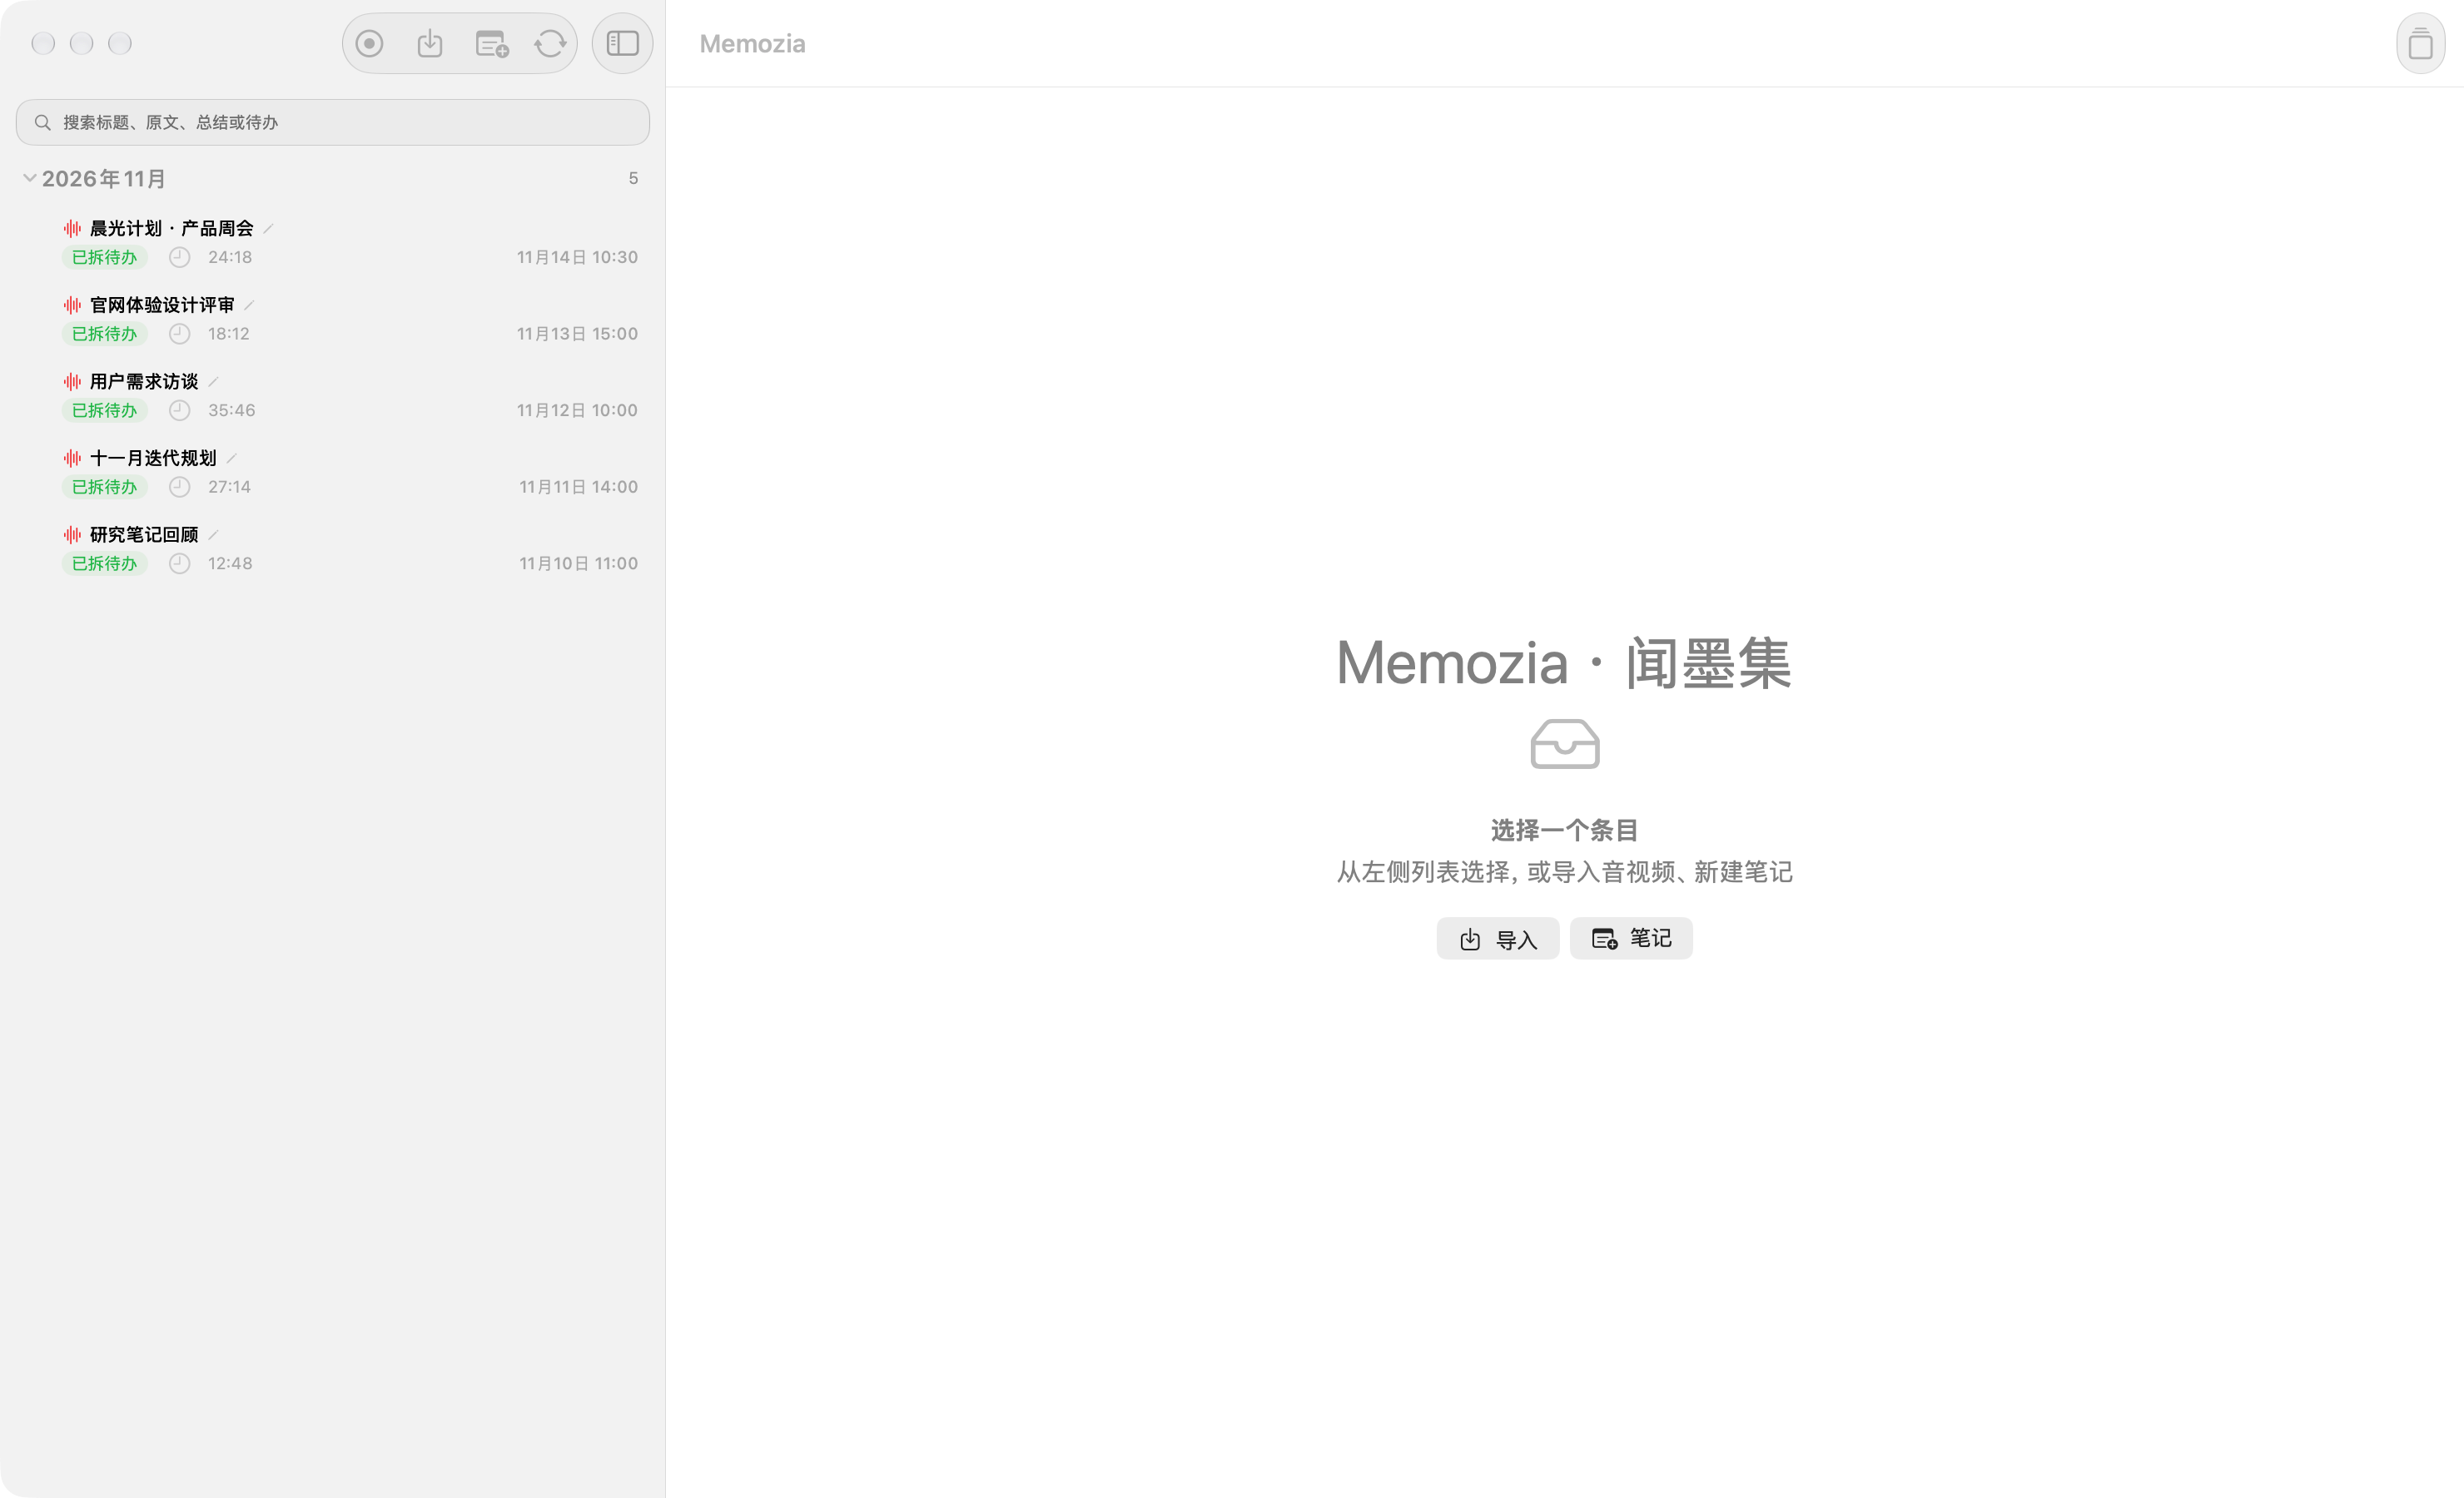 Memozia
搜索标题、原文、总结或待办
2026年11月 5
晨光计划 · 产品周会
已拆待办 24:18 11月14日 10:30
官网体验设计评审
已拆待办 18:12 11月13日 15:00
用户需求访谈
已拆待办 35:46 11月12日 10:00
十一月迭代规划
已拆待办 27:14 11月11日 14:00
研究笔记回顾
已拆待办 12:48 11月10日 11:00
Memozia · 闻墨集
选择一个条目
从左侧列表选择，或导入音视频、新建笔记
导入 笔记